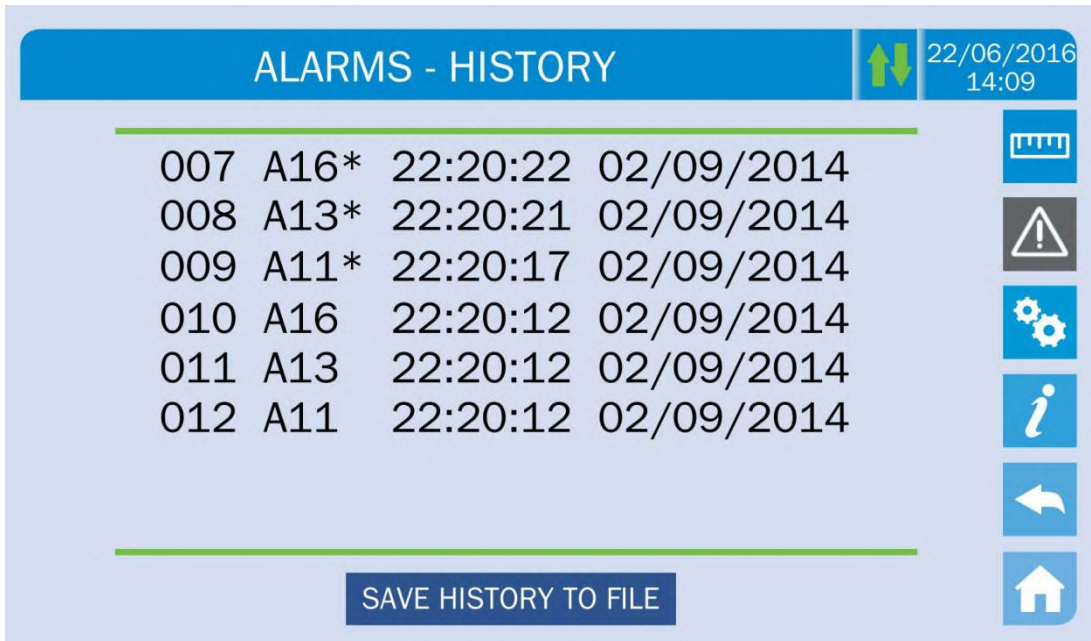 ALARMS - HISTORY
22/06/2016
14:09
007 A16* 22:20:22 02/09/2014
008 A13* 22:20:21 02/09/2014
009 A11* 22:20:17 02/09/2014
010 A16 22:20:12 02/09/2014
011 A13 22:20:12 02/09/2014
012 A11 22:20:12 02/09/2014
SAVE HISTORY TO FILE